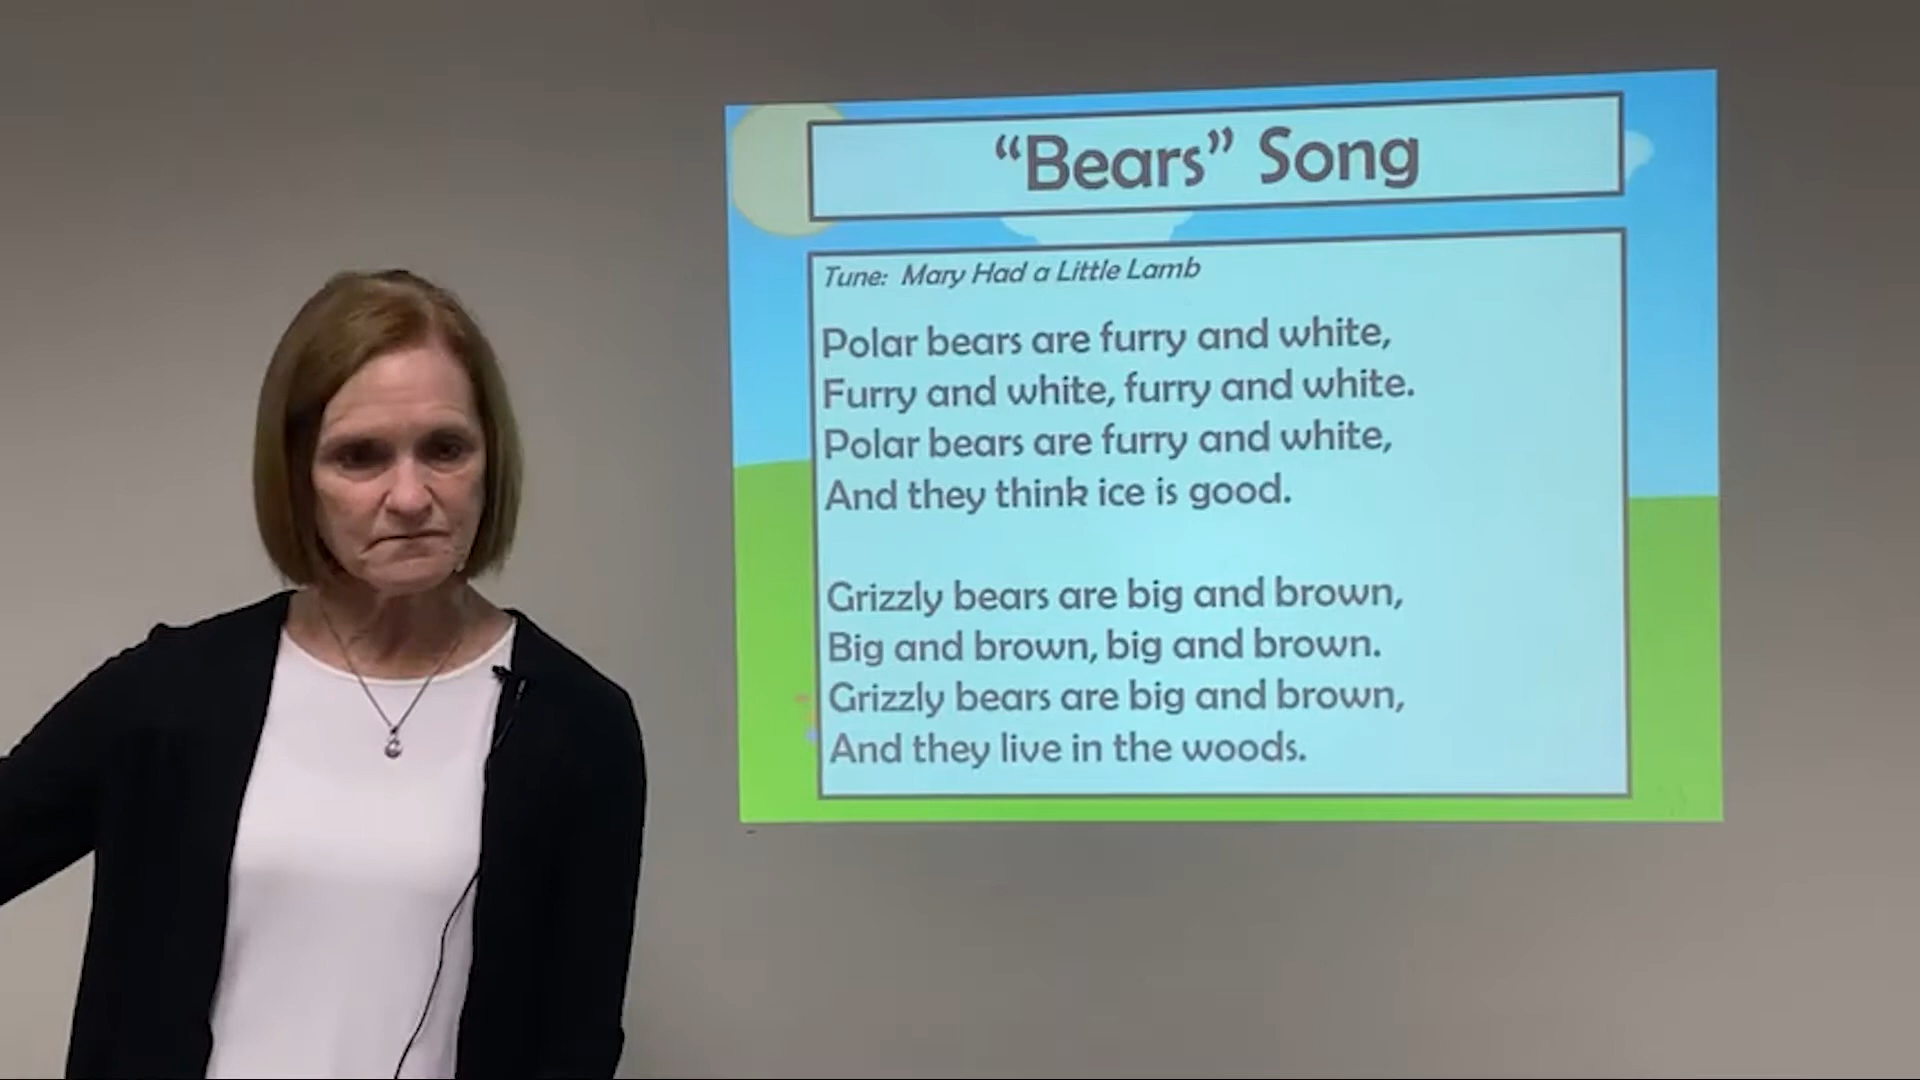 “Bears” Song
Tune: Mary Had a Little Lamb
Polar bears are furry and white,
Furry and white, furry and white.
Polar bears are furry and white,
And they think ice is good.
Grizzly bears are big and brown,
Big and brown, big and brown.
Grizzly bears are big and brown,
And they live in the woods.